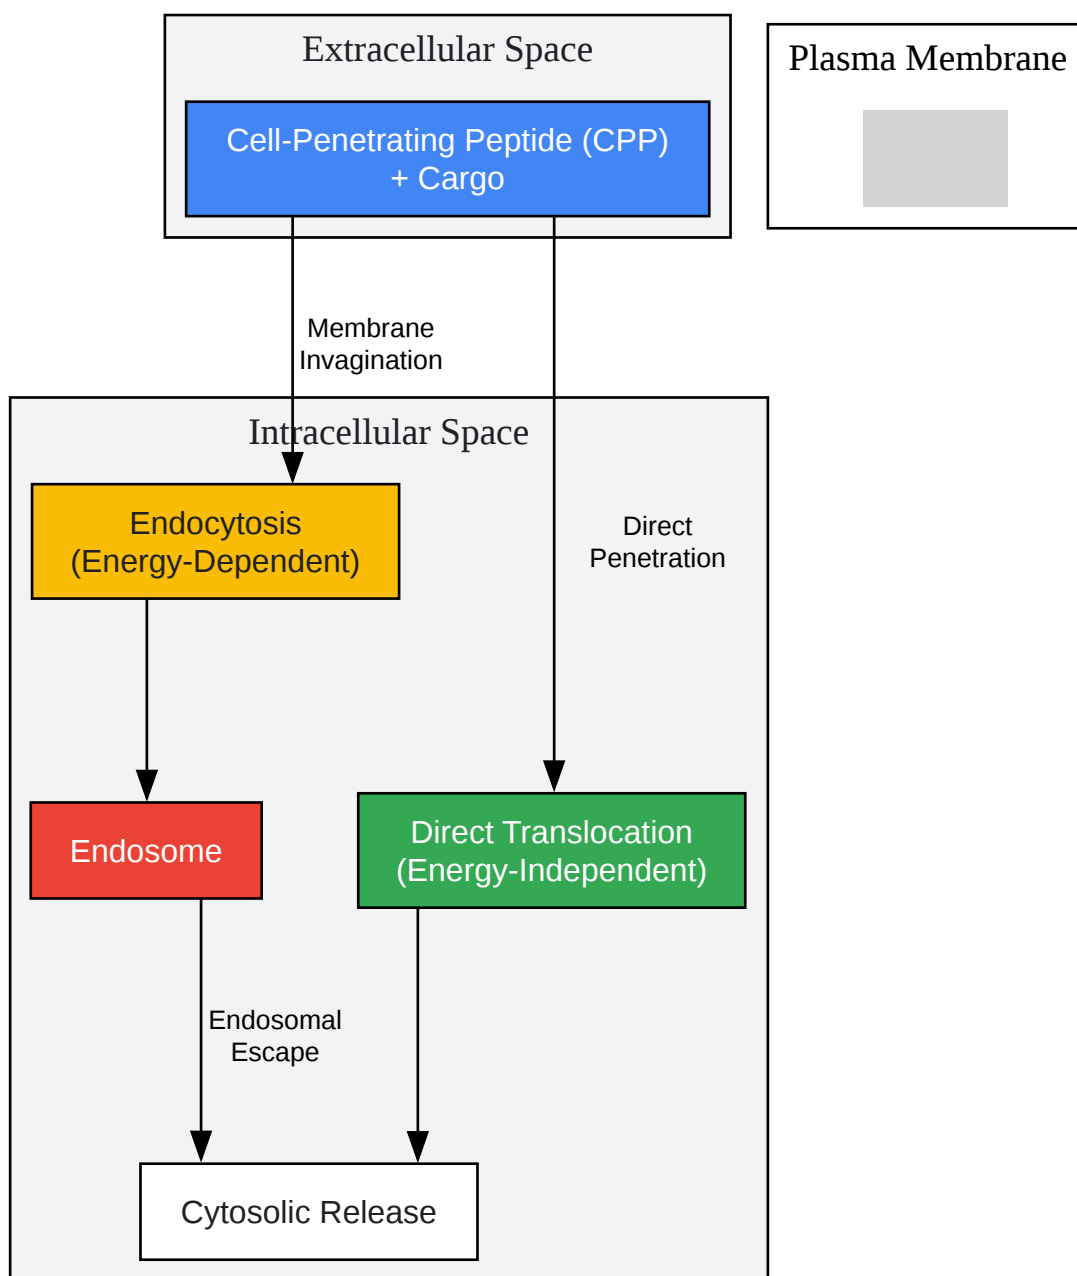 Extracellular Space
Plasma Membrane
Cell-Penetrating Peptide (CPP)
+ Cargo
Membrane
Invagination
Intracellular Space
Endocytosis
(Energy-Dependent)
Direct
Penetration
Endosome
Direct Translocation
(Energy-Independent)
Endosomal
Escape
Cytosolic Release